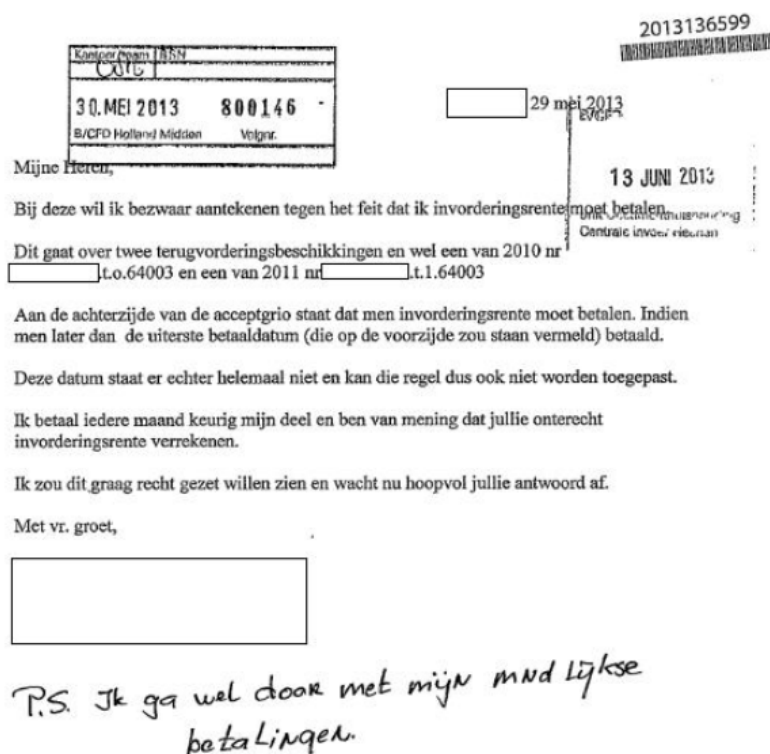 2013136599
Kantoornaam BSN
30. MEI 2013 800146
B/CFD Holland Midden Volgnr.
29 mei 2013
13 JUNI 2013
Mijne Heren,
Bij deze wil ik bezwaar aantekenen tegen het feit dat ik invorderingsrente moet betalen.
Centrale invoer
Dit gaat over twee terugvorderingsbeschikkingen en wel een van 2010 nr
.t.o.64003 en een van 2011 nr .t.1.64003
Aan de achterzijde van de acceptgrio staat dat men invorderingsrente moet betalen. Indien
men later dan de uiterste betaaldatum (die op de voorzijde zou staan vermeld) betaald.
Deze datum staat er echter helemaal niet en kan die regel dus ook niet worden toegepast.
Ik betaal iedere maand keurig mijn deel en ben van mening dat jullie onterecht
invorderingsrente verrekenen.
Ik zou dit graag recht gezet willen zien en wacht nu hoopvol jullie antwoord af.
Met vr. groet,
P.S. Ik ga wel door met mijn mndlijkse
betalingen.